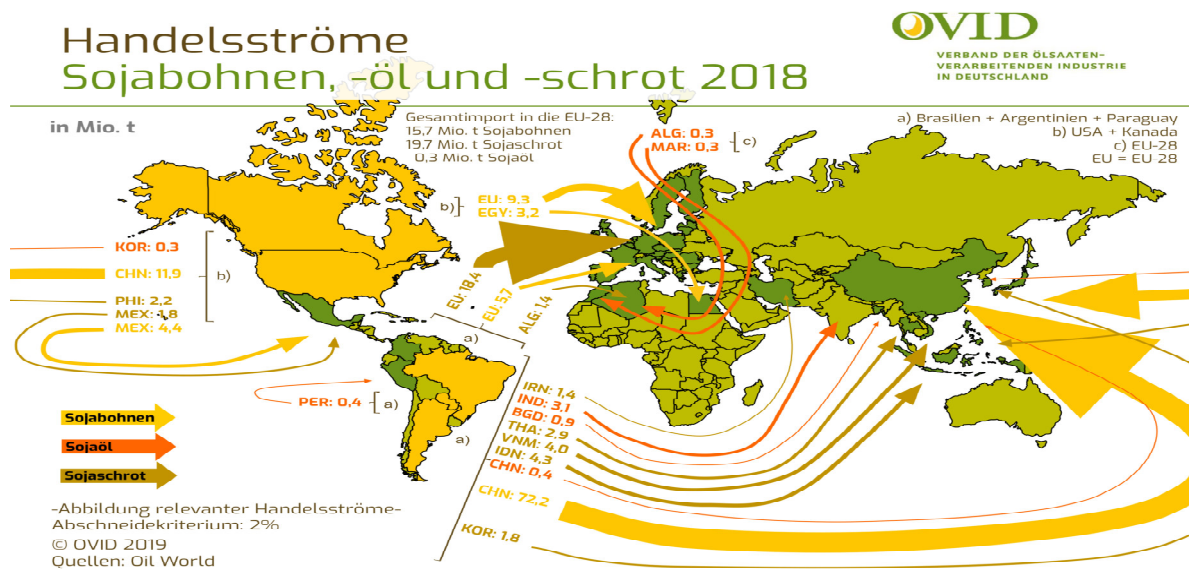 Handelsströme
Sojabohnen, -öl und -schrot 2018
OVID
VERBAND DER ÖLSAATEN-
VERARBEITENDEN INDUSTRIE
IN DEUTSCHLAND
in Mio. t
Gesamtimport in die EU-28:
15,7 Mio. t Sojabohnen
19,7 Mio. t Sojaschrot
0,3 Mio. t Sojaöl
ALG: 0.3
MAR: 0,3
c)
a) Brasilien + Argentinien + Paraguay
b) USA + Kanada
c) EU-28
EU = EU-28
b)
EU: 9,3
EGY: 3,2
KOR: 0.3
CHN: 11,9
b)
PHI: 2,2
MEX: 1,8
MEX: 4,4
EU: 18,4
EU: 5,7
ALG: 1,4
a)
PER: 0,4
a)
a)
IRN: 1,4
IND: 3,1
BGD: 0,9
THA: 2,9
VNM: 4,0
IDN: 4,3
CHN: 0,4
CHN: 72,2
KOR: 1,8
Sojabohnen
Sojaöl
Sojaschrot
-Abbildung relevanter Handelsströme-
Abschneidekriterium: 2%
© OVID 2019
Quellen: Oil World